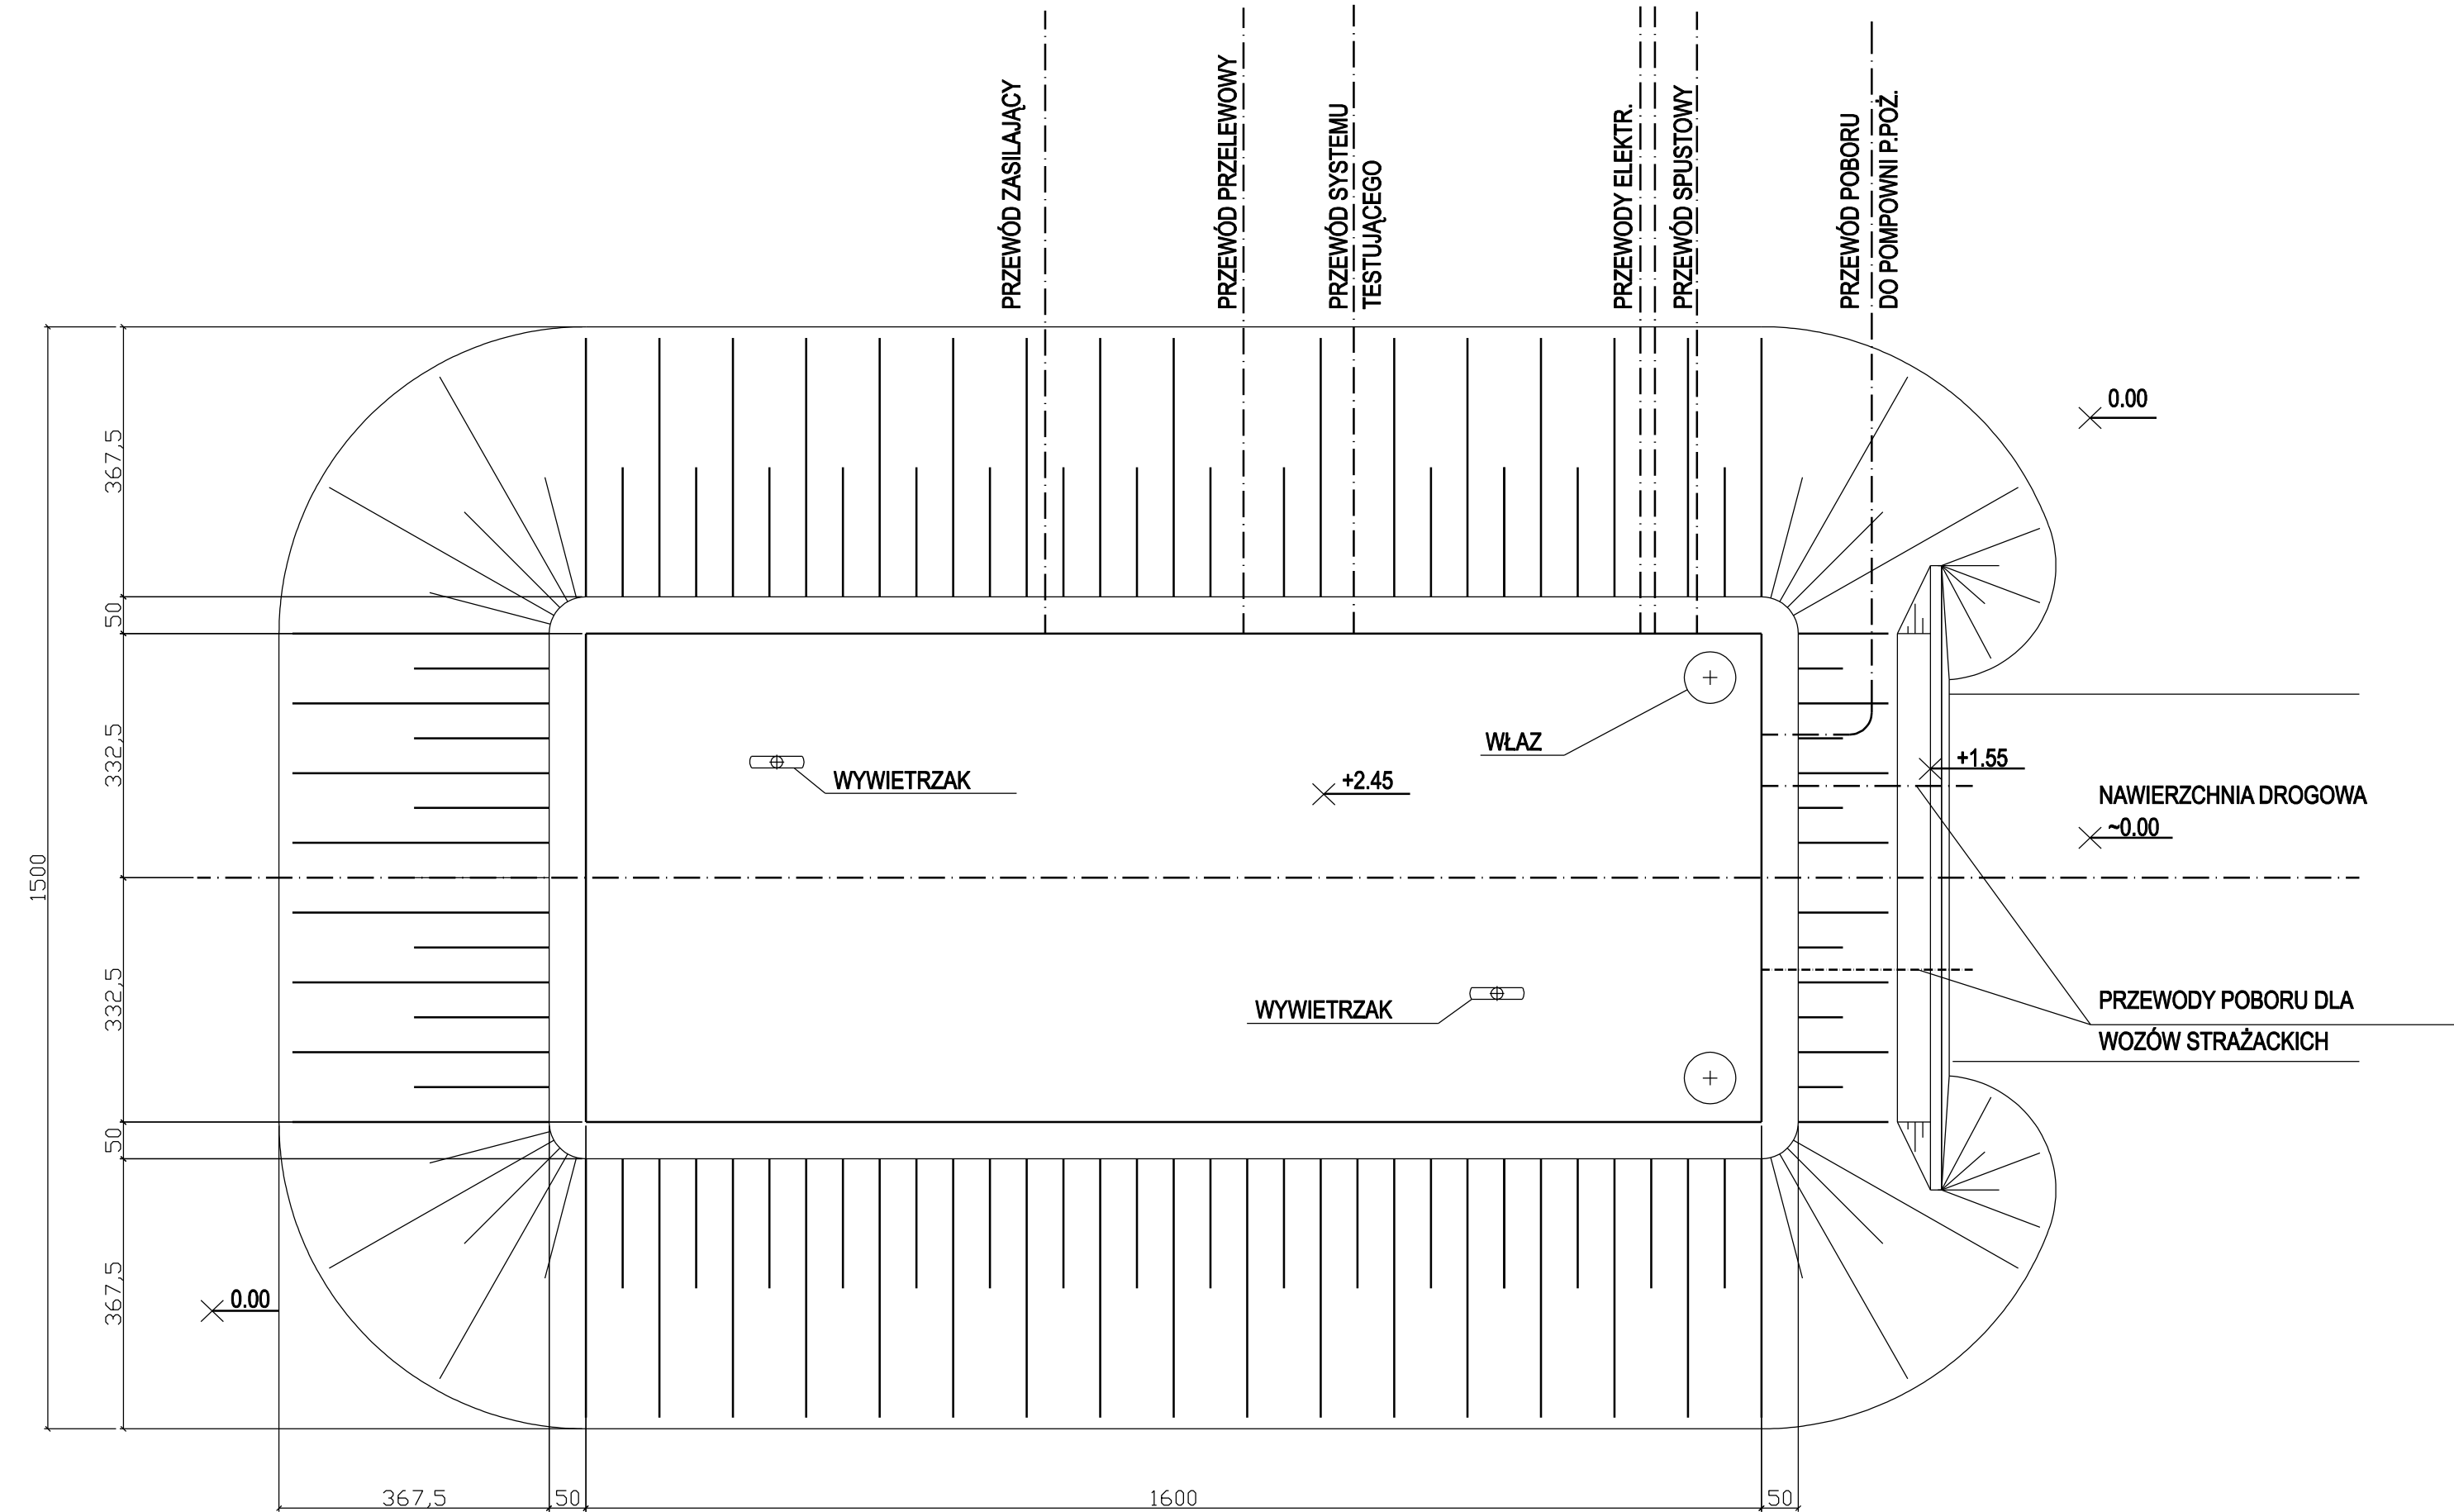 PRZEWÓD ZASILAJĄCY
PRZEWÓD PRZELEWOWY
PRZEWÓD SYSTEMU
TESTUJĄCEGO
PRZEWODY ELEKTR.
PRZEWÓD SPUSTOWY
PRZEWÓD POBORU
DO POMPOWNI P.POŻ.
0.00
367,5
50
332,5
1500
332,5
50
367,5
WŁAZ
WYWIETRZAK
+2.45
+1.55
NAWIERZCHNIA DROGOWA
~0.00
WYWIETRZAK
PRZEWODY POBORU DLA
WOZÓW STRAŻACKICH
0.00
367,5
50
1600
50